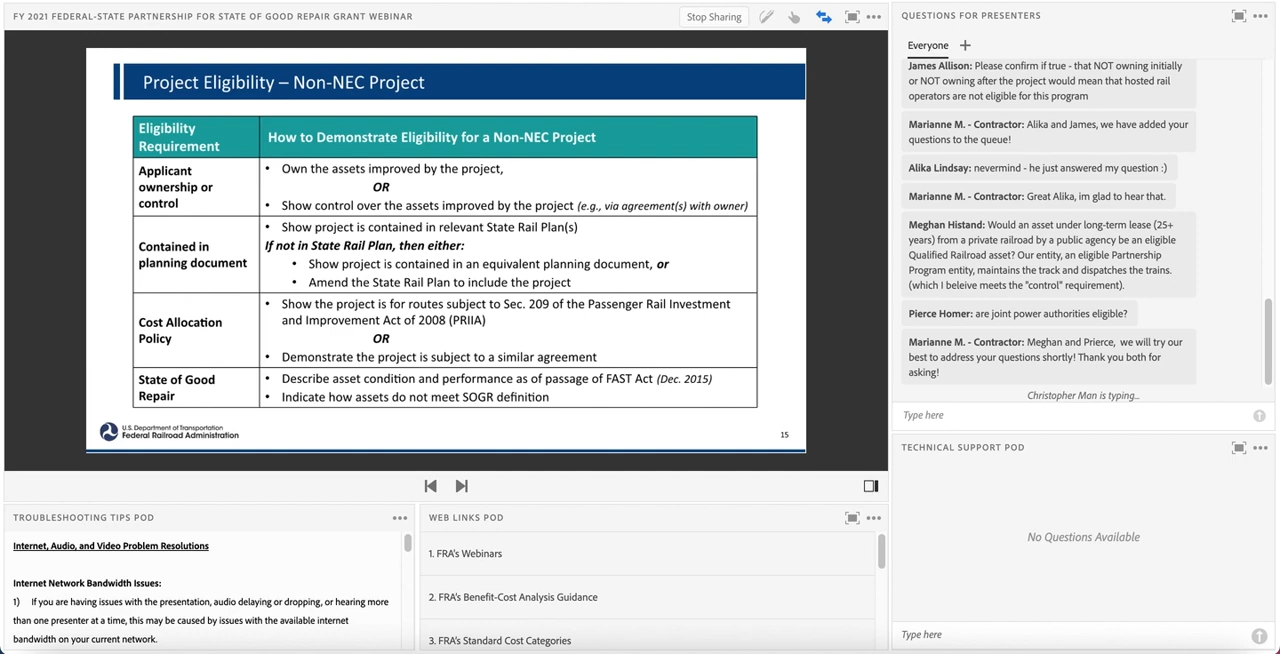 FY 2021 FEDERAL-STATE PARTNERSHIP FOR STATE OF GOOD REPAIR GRANT WEBINAR
Stop Sharing
Project Eligibility – Non-NEC Project
Eligibility
Requirement
How to Demonstrate Eligibility for a Non-NEC Project
Applicant
ownership or
control
• Own the assets improved by the project,
OR
• Show control over the assets improved by the project (e.g., via agreement(s) with owner)
Contained in
planning document
• Show project is contained in relevant State Rail Plan(s)
If not in State Rail Plan, then either:
• Show project is contained in an equivalent planning document, or
• Amend the State Rail Plan to include the project
Cost Allocation
Policy
• Show the project is for routes subject to Sec. 209 of the Passenger Rail Investment
and Improvement Act of 2008 (PRIIA)
OR
• Demonstrate the project is subject to a similar agreement
State of Good
Repair
• Describe asset condition and performance as of passage of FAST Act (Dec. 2015)
• Indicate how assets do not meet SOGR definition
U.S. Department of Transportation
Federal Railroad Administration
15
TROUBLESHOOTING TIPS POD
Internet, Audio, and Video Problem Resolutions
Internet Network Bandwidth Issues:
1) If you are having issues with the presentation, audio delaying or dropping, or hearing more
than one presenter at a time, this may be caused by issues with the available internet
bandwidth on your current network.
WEB LINKS POD
1. FRA's Webinars
2. FRA's Benefit-Cost Analysis Guidance
3. FRA's Standard Cost Categories
QUESTIONS FOR PRESENTERS
Everyone
James Allison: Please confirm if true - that NOT owning initially
or NOT owning after the project would mean that hosted rail
operators are not eligible for this program
Marianne M. - Contractor: Alika and James, we have added your
questions to the queue!
Alika Lindsay: nevermind - he just answered my question :)
Marianne M. - Contractor: Great Alika, im glad to hear that.
Meghan Histand: Would an asset under long-term lease (25+
years) from a private railroad by a public agency be an eligible
Qualified Railroad asset? Our entity, an eligible Partnership
Program entity, maintains the track and dispatches the trains.
(which I beleive meets the "control" requirement).
Pierce Homer: are joint power authorities eligible?
Marianne M. - Contractor: Meghan and Prierce, we will try our
best to address your questions shortly! Thank you both for
asking!
Christopher Man is typing...
Type here
TECHNICAL SUPPORT POD
No Questions Available
Type here